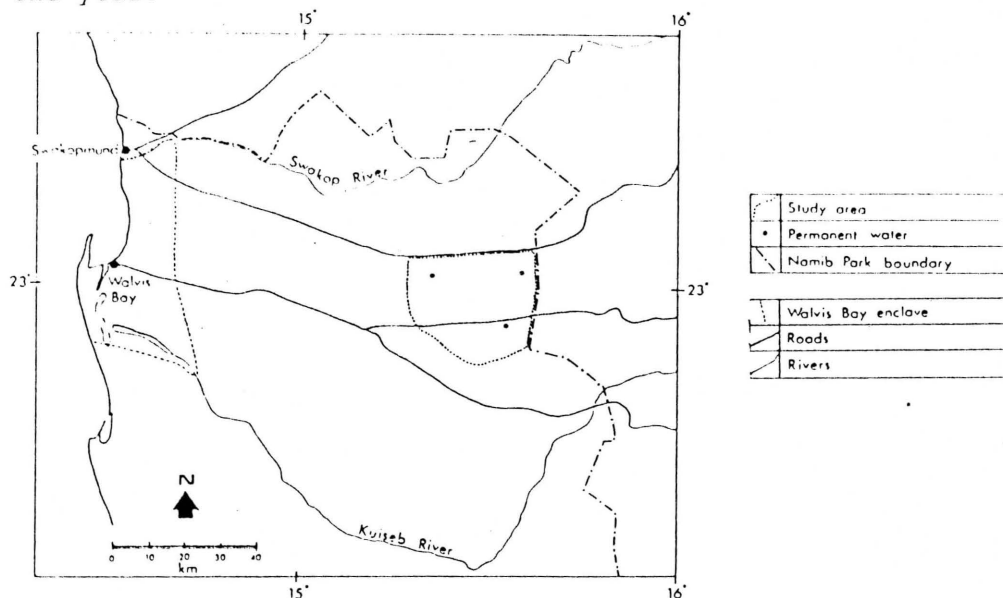 15°
16°
Swakopmund
Swakop River
23°
23°
Walvis
Bay
N
Kuiseb River
0 10 20 30 40
km
15°
16°
Study area
Permanent water
Namib Park boundary
Walvis Bay enclave
Roads
Rivers